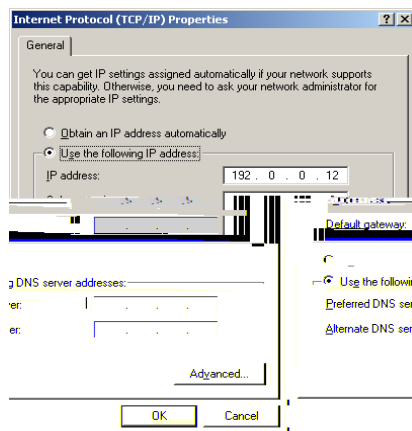 Internet Protocol (TCP/IP) Properties
General
You can get IP settings assigned automatically if your network supports
this capability. Otherwise, you need to ask your network administrator for
the appropriate IP settings.
Obtain an IP address automatically
Use the following IP address:
IP address:
192 . 0 . 0 . 12
Default gateway:
g DNS server addresses:
Use the followi
ver:
Preferred DNS ser
er:
Alternate DNS ser
Advanced...
OK
Cancel